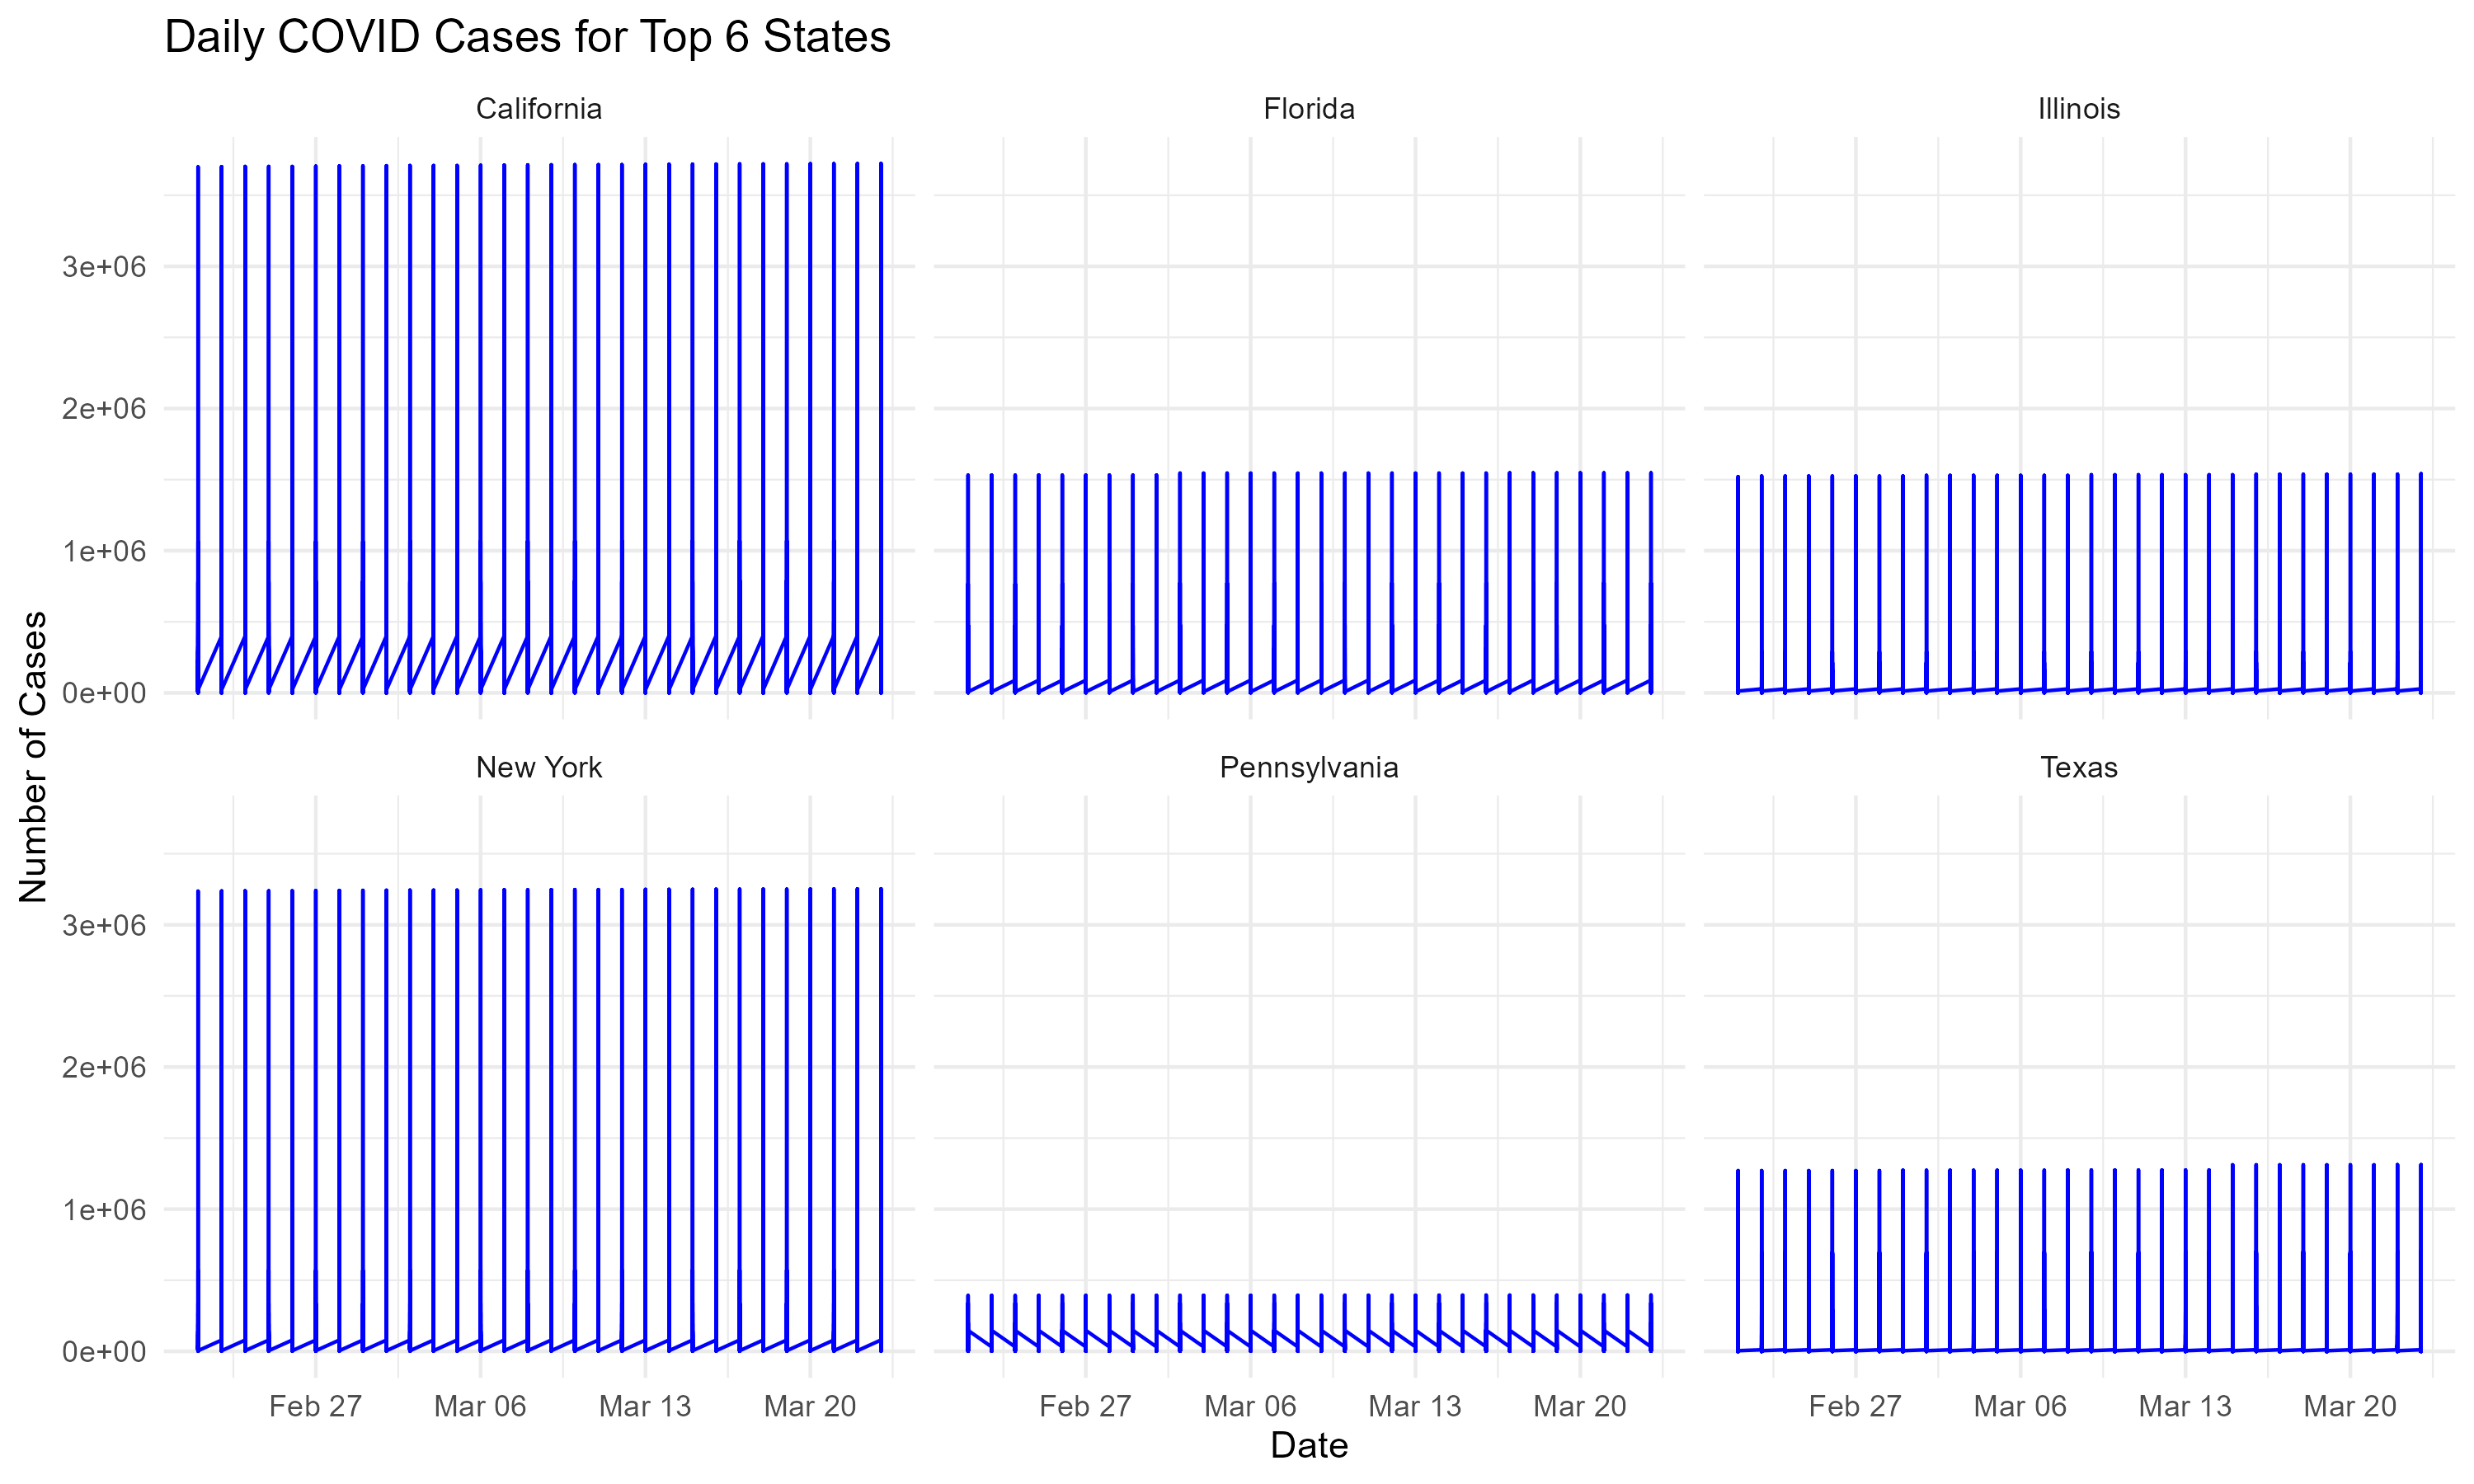 Daily COVID Cases for Top 6 States
California
Florida
Illinois
3e+06
2e+06
1e+06
0e+00
Number of Cases
New York
Pennsylvania
Texas
3e+06
2e+06
1e+06
0e+00
Feb 27
Mar 06
Mar 13
Mar 20
Feb 27
Mar 06
Mar 13
Mar 20
Feb 27
Mar 06
Mar 13
Mar 20
Date